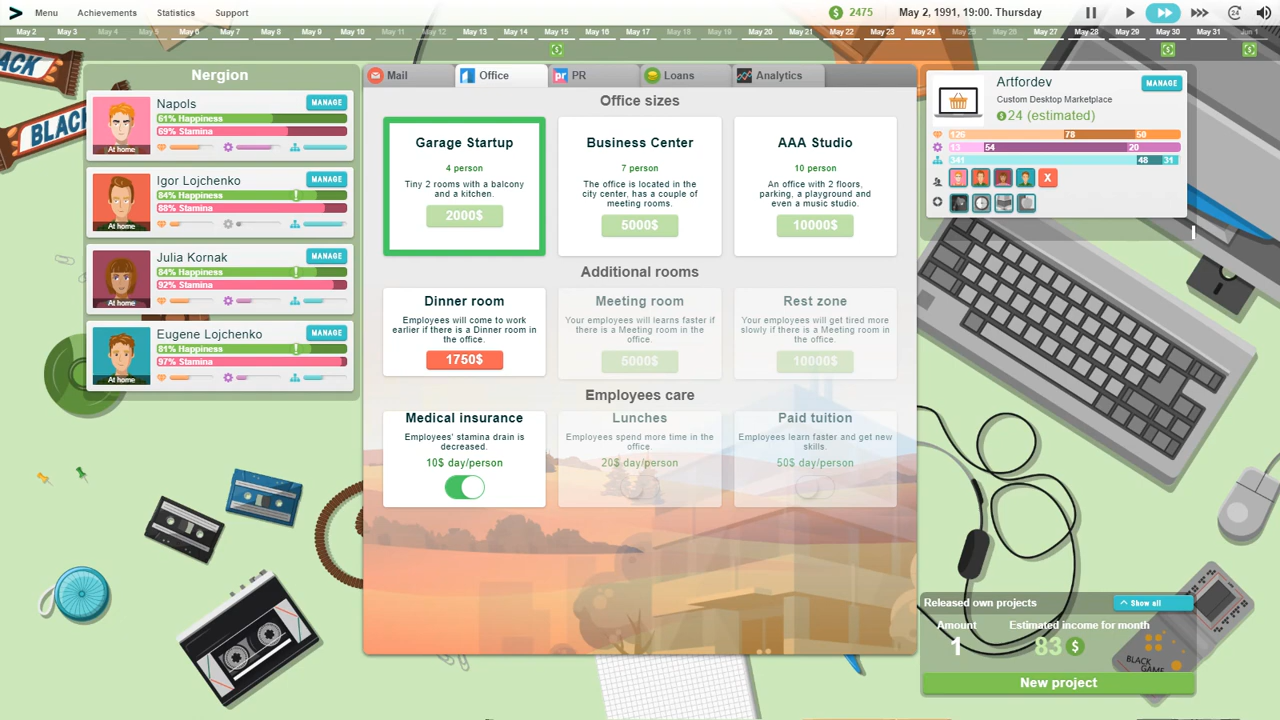 Menu Achievements Statistics Support
2475 May 2, 1991, 19:00. Thursday
24
May 2 May 3 May 4 May 5 May 6 May 7 May 8 May 9 May 10 May 11 May 12 May 13 May 14 May 15 May 16 May 17 May 18 May 19 May 20 May 21 May 22 May 23 May 24 May 25 May 26 May 27 May 28 May 29 May 30 May 31 Jun 1
Nergion
Napols
MANAGE
61% Happiness
69% Stamina
At home
Igor Lojchenko
MANAGE
84% Happiness
88% Stamina
At home
Julia Kornak
MANAGE
84% Happiness
92% Stamina
At home
Eugene Lojchenko
MANAGE
81% Happiness
97% Stamina
At home
Mail Office PR Loans Analytics
Office sizes
Garage Startup
4 person
Tiny 2 rooms with a balcony
and a kitchen.
2000$
Business Center
7 person
The office is located in the
city center, has a couple of
meeting rooms.
5000$
AAA Studio
10 person
An office with 2 floors,
parking, a playground and
even a music studio.
10000$
Additional rooms
Dinner room
Employees will come to work
earlier if there is a Dinner room in
the office.
1750$
Meeting room
Your employees will learns faster if
there is a Meeting room in the
office.
5000$
Rest zone
Your employees will get tired more
slowly if there is a Meeting room in
the office.
10000$
Employees care
Medical insurance
Employees' stamina drain is
decreased.
10$ day/person
Lunches
Employees spend more time in the
office.
20$ day/person
Paid tuition
Employees learn faster and get new
skills.
50$ day/person
Artfordev
MANAGE
Custom Desktop Marketplace
24 (estimated)
126 78 50
13 54 20
341 48 31
X
Released own projects
Show all
Amount Estimated income for month
1 83
New project
BLACK
BLACK
BLACK
GAME